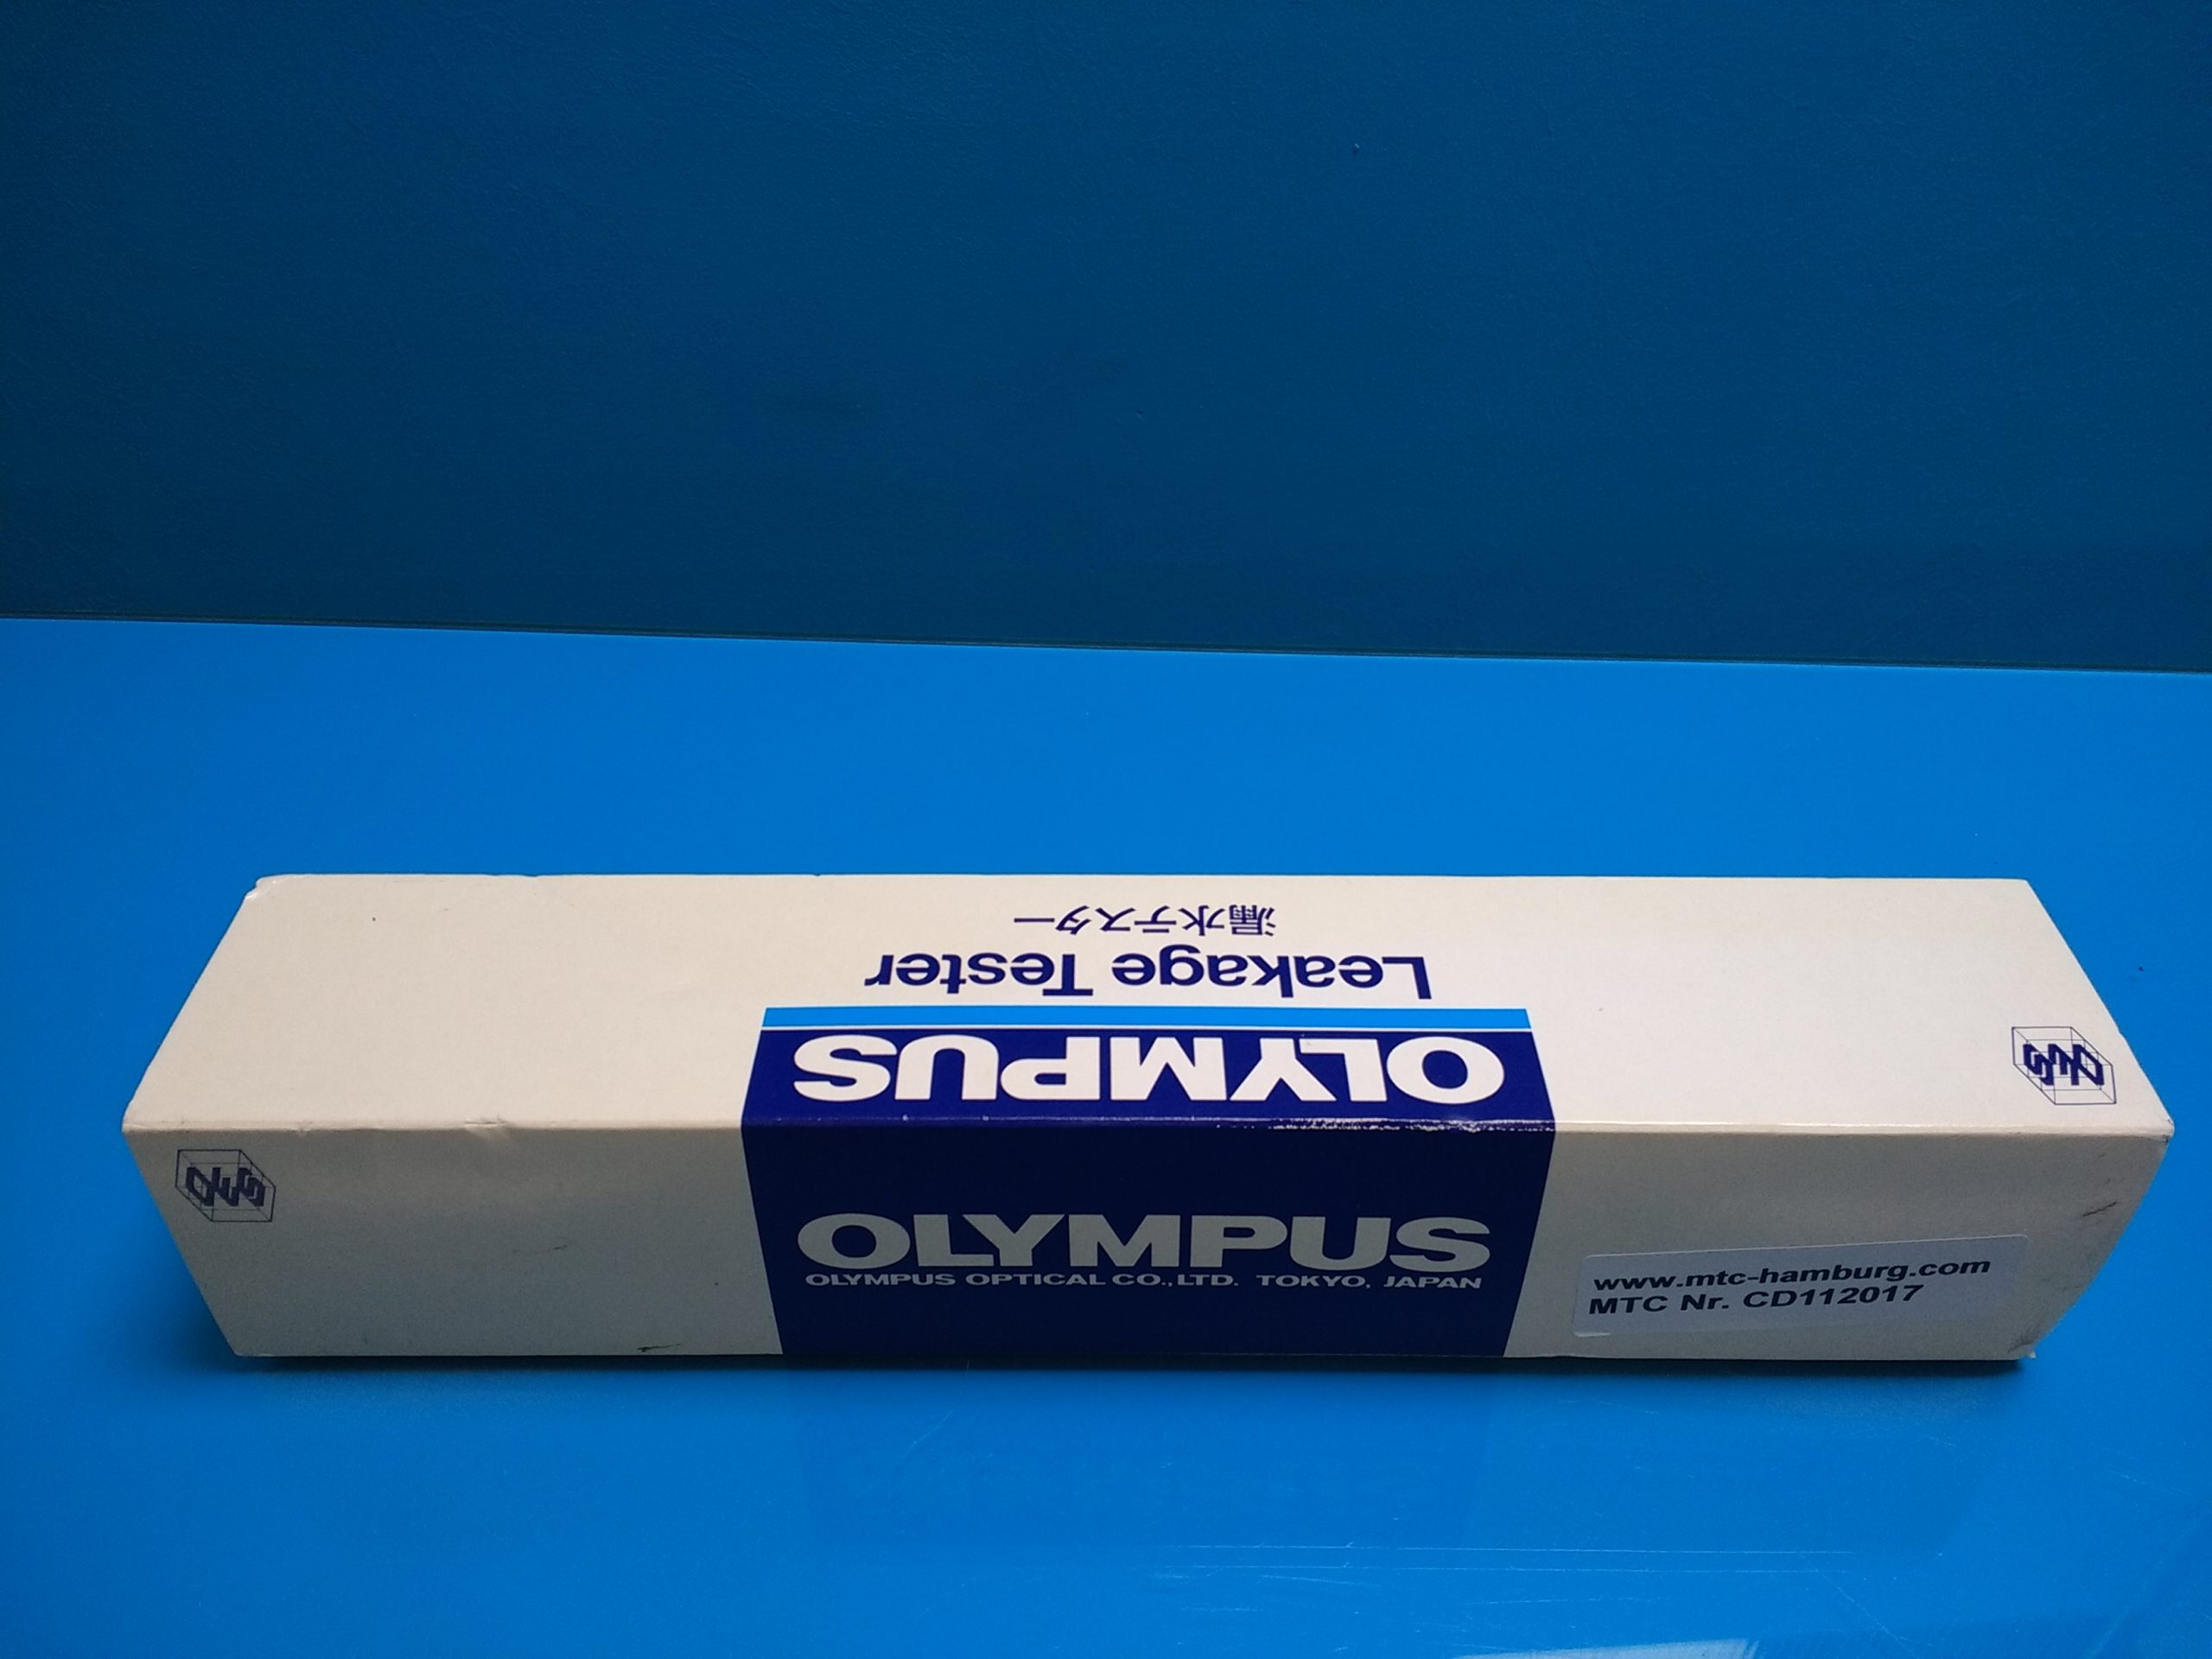 OLYMPUS
Leakage Tester
漏水テスター
OLYMPUS
OLYMPUS OPTICAL CO.,LTD. TOKYO, JAPAN
www.mtc-hamburg.com
MTC Nr. CD112017